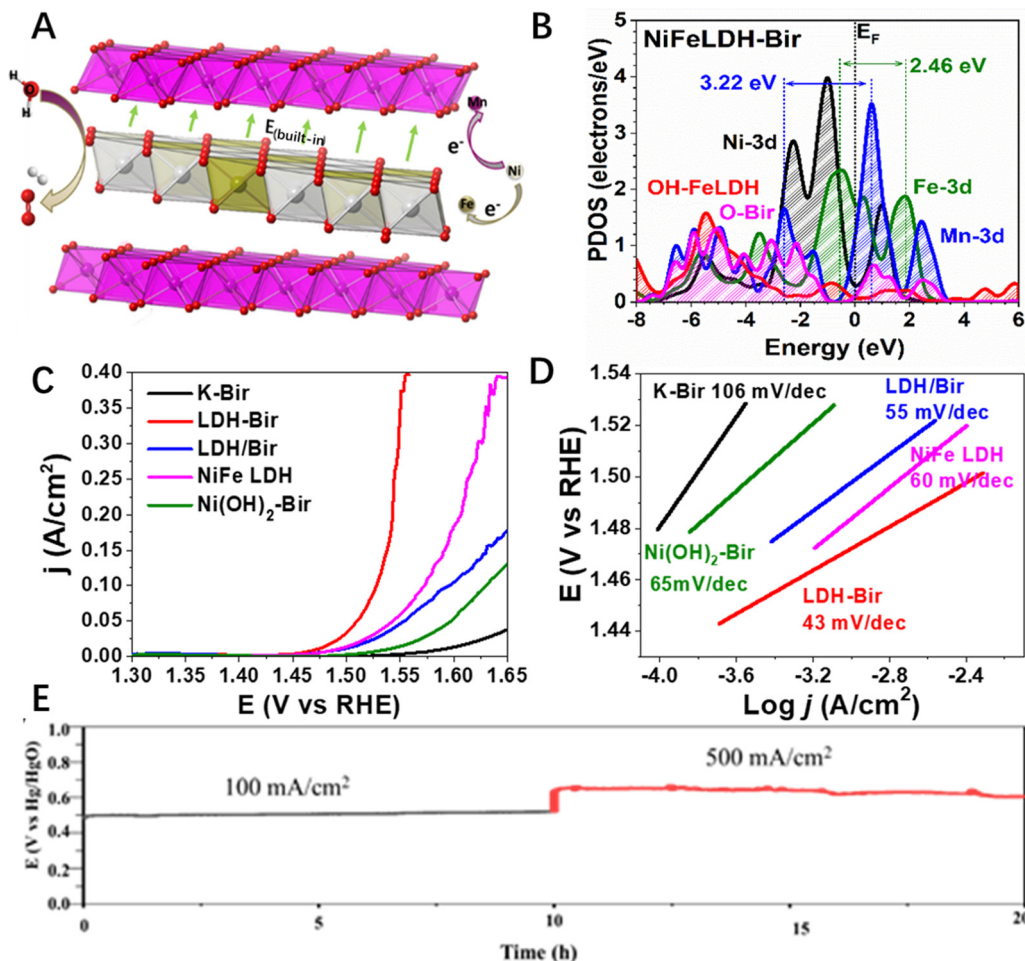 A
H
O
H
E(built-in)
Mn
e-
Ni
Fe
e-
B
NiFeLDH-Bir
EF
2.46 eV
3.22 eV
Ni-3d
OH-FeLDH
O-Bir
Fe-3d
Mn-3d
PDOS (electrons/eV)
5
4
3
2
1
0
-8 -6 -4 -2 0 2 4 6
Energy (eV)
C
K-Bir
LDH-Bir
LDH/Bir
NiFe LDH
Ni(OH)2-Bir
j (A/cm2)
0.40
0.35
0.30
0.25
0.20
0.15
0.10
0.05
0.00
1.30 1.35 1.40 1.45 1.50 1.55 1.60 1.65
E (V vs RHE)
D
K-Bir 106 mV/dec
LDH/Bir
55 mV/dec
NiFe LDH
60 mV/dec
Ni(OH)2-Bir
65mV/dec
LDH-Bir
43 mV/dec
E (V vs RHE)
1.54
1.52
1.50
1.48
1.46
1.44
-4.0 -3.6 -3.2 -2.8 -2.4
Log j (A/cm2)
E
100 mA/cm2
500 mA/cm2
E (V vs Hg/HgO)
1.0
0.8
0.6
0.4
0.2
0.0
0 5 10 15 20
Time (h)